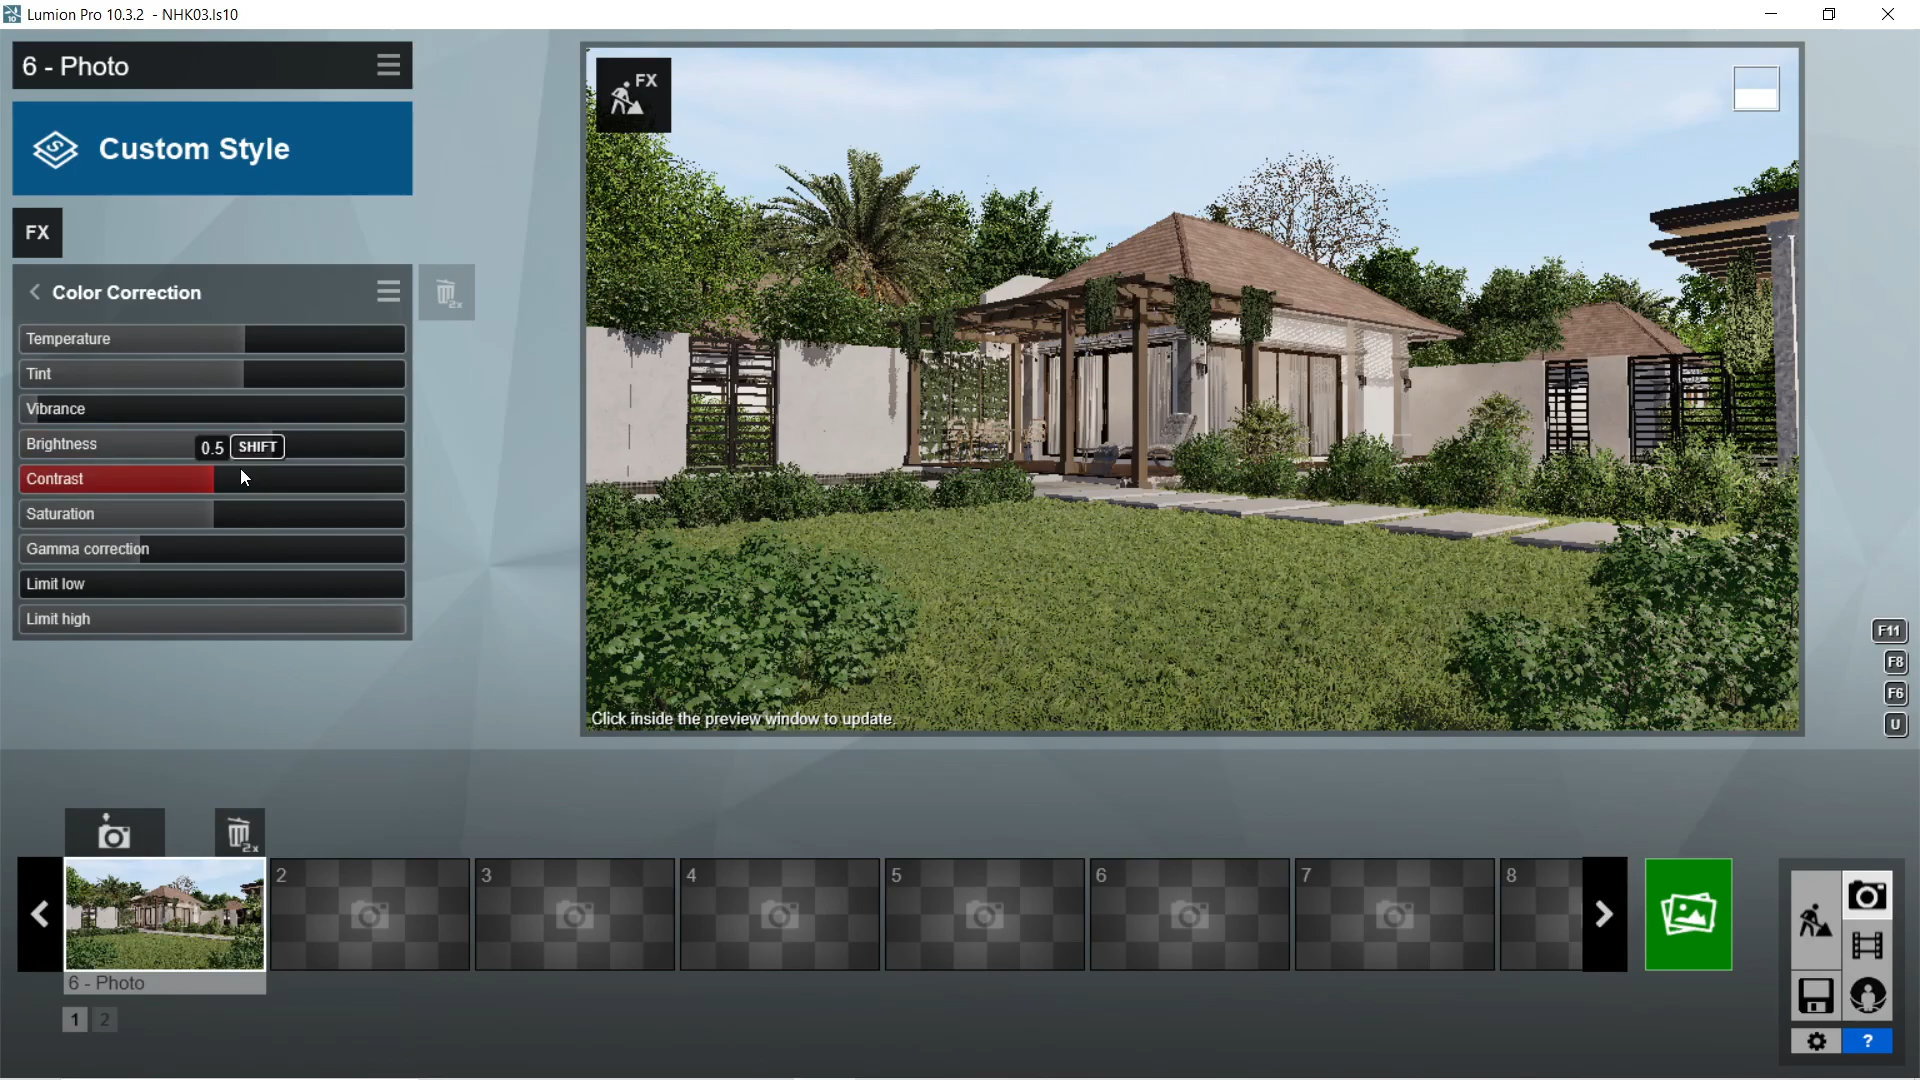 Lumion Pro 10.3.2 - NHK03.ls10
6 - Photo
Custom Style
FX
Color Correction
2x
Temperature
Tint
Vibrance
Brightness
0.5 SHIFT
Contrast
Saturation
Gamma correction
Limit low
Limit high
FX
Click inside the preview window to update.
F11
F8
F6
U
2x
2
3
4
5
6
7
8
6 - Photo
1 2
?